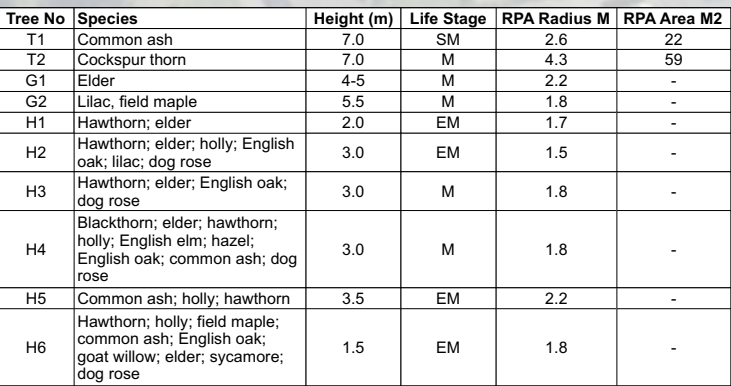 Tree No Species Height (m) Life Stage RPA Radius M RPA Area M2
T1 Common ash 7.0 SM 2.6 22
T2 Cockspur thorn 7.0 M 4.3 59
G1 Elder 4-5 M 2.2 -
G2 Lilac, field maple 5.5 M 1.8 -
H1 Hawthorn; elder 2.0 EM 1.7 -
H2 Hawthorn; elder; holly; English
oak; lilac; dog rose 3.0 EM 1.5 -
H3 Hawthorn; elder; English oak;
dog rose 3.0 M 1.8 -
H4 Blackthorn; elder; hawthorn;
holly; English elm; hazel;
English oak; common ash; dog
rose 3.0 M 1.8 -
H5 Common ash; holly; hawthorn 3.5 EM 2.2 -
H6 Hawthorn; holly; field maple;
common ash; English oak;
goat willow; elder; sycamore;
dog rose 1.5 EM 1.8 -